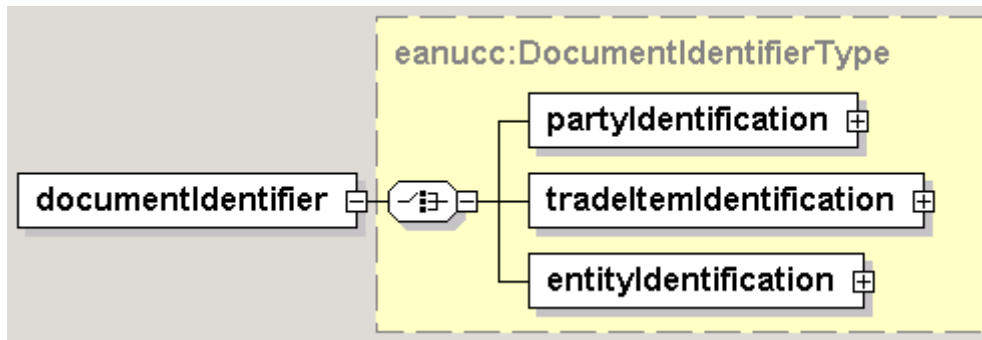 eanucc:DocumentIdentifierType
partyIdentification
documentIdentifier
tradeItemIdentification
entityIdentification